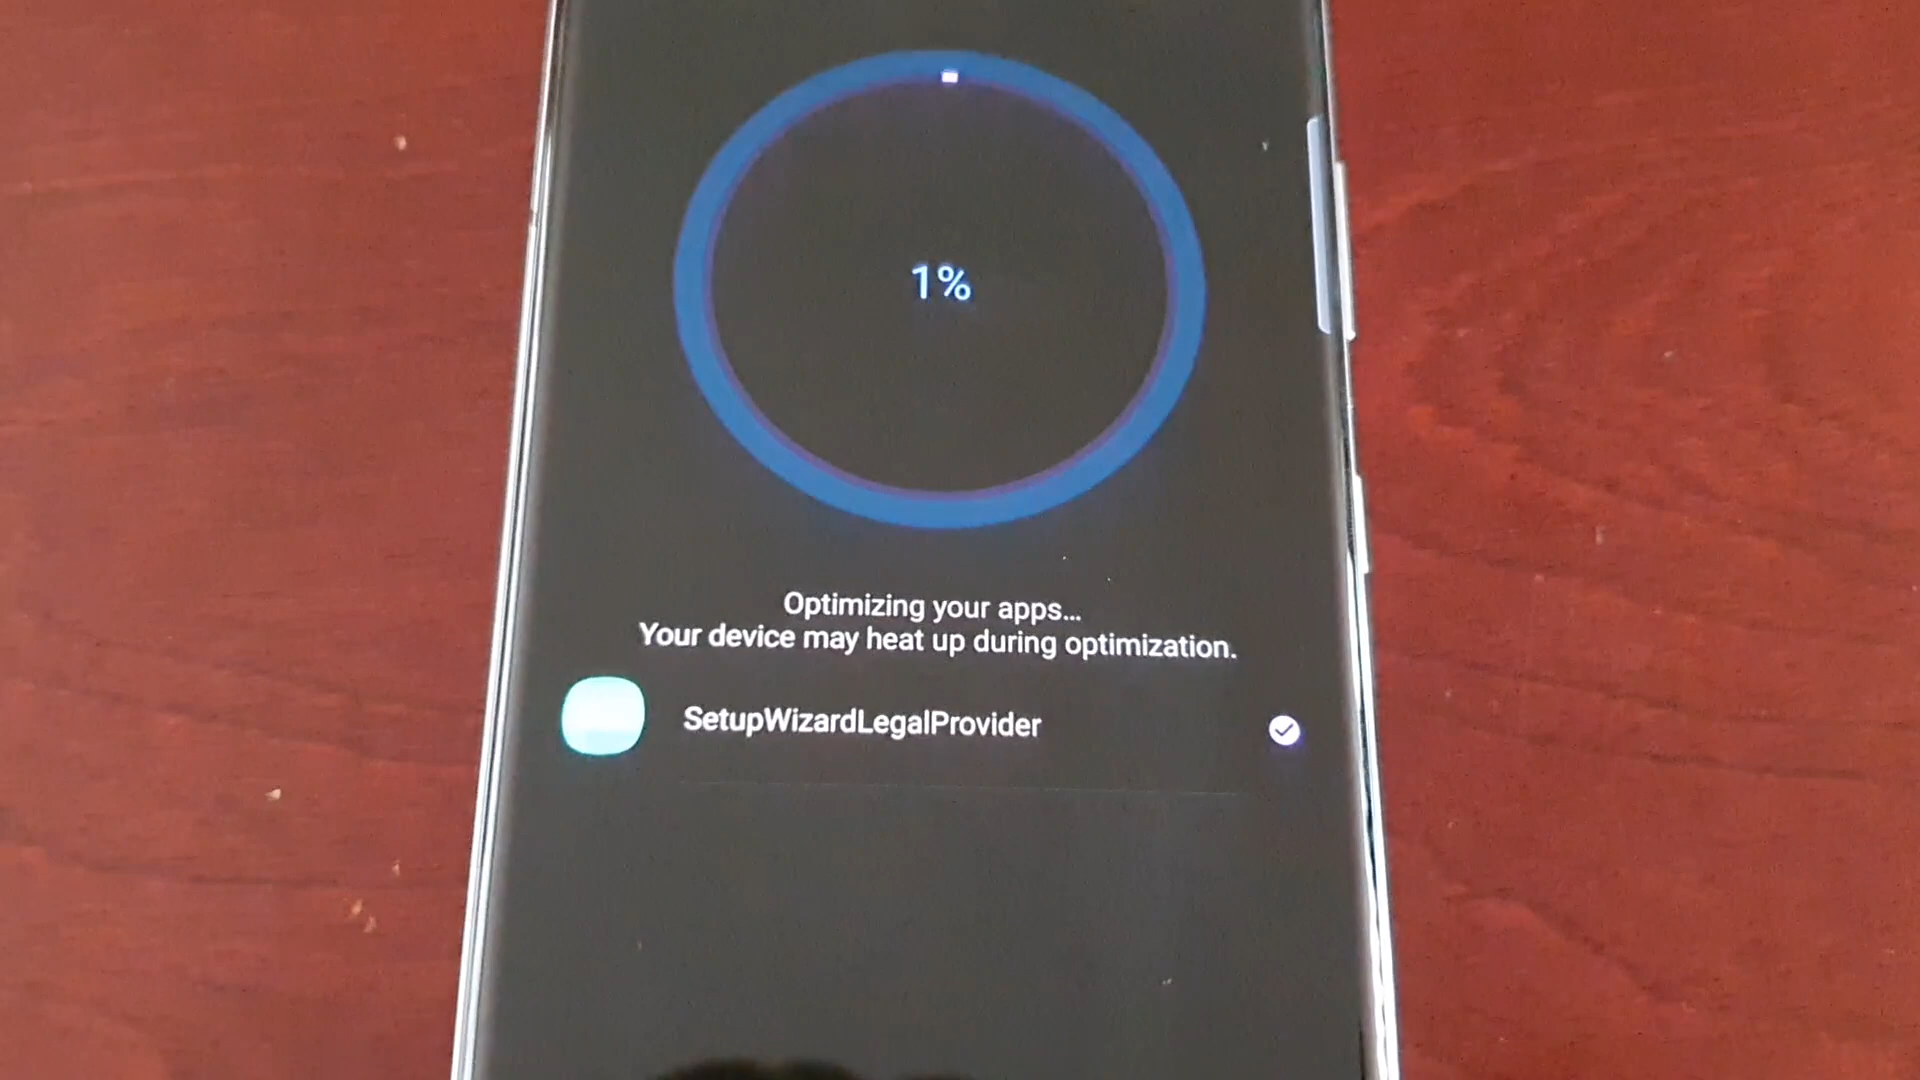 1%
Optimizing your apps...
Your device may heat up during optimization.
SetupWizardLegalProvider